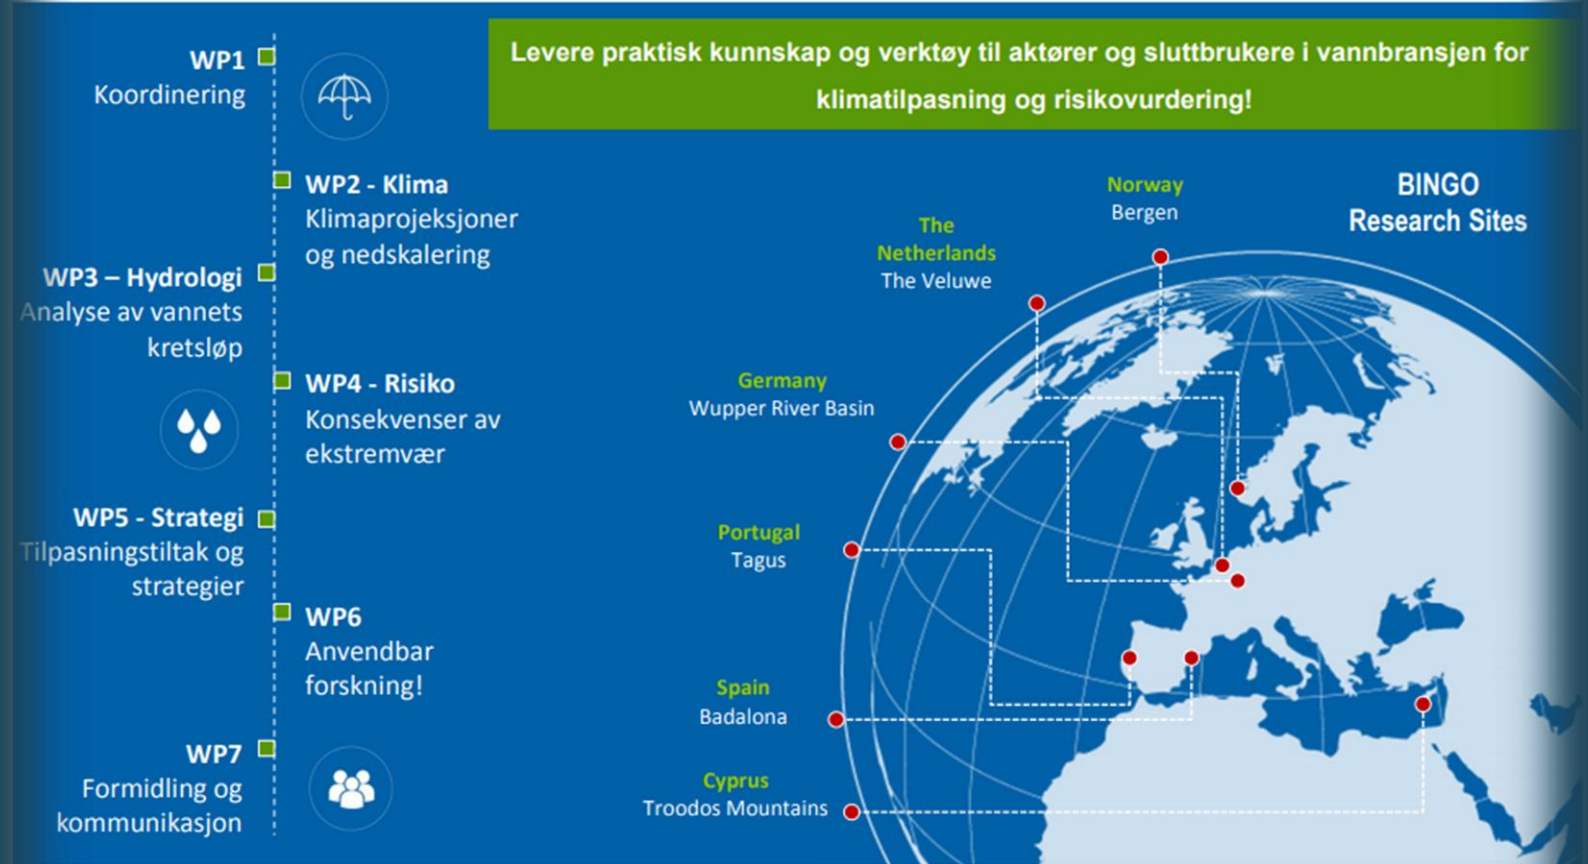 Levere praktisk kunnskap og verktøy til aktører og sluttbrukere i vannbransjen for
klimatilpasning og risikovurdering!
WP1
Koordinering
WP2 - Klima
Klimaprojeksjoner
og nedskalering
WP3 – Hydrologi
Analyse av vannets
kretsløp
WP4 - Risiko
Konsekvenser av
ekstremvær
WP5 - Strategi
Tilpasningstiltak og
strategier
WP6
Anvendbar
forskning!
WP7
Formidling og
kommunikasjon
BINGO
Research Sites
Norway
Bergen
The
Netherlands
The Veluwe
Germany
Wupper River Basin
Portugal
Tagus
Spain
Badalona
Cyprus
Troodos Mountains